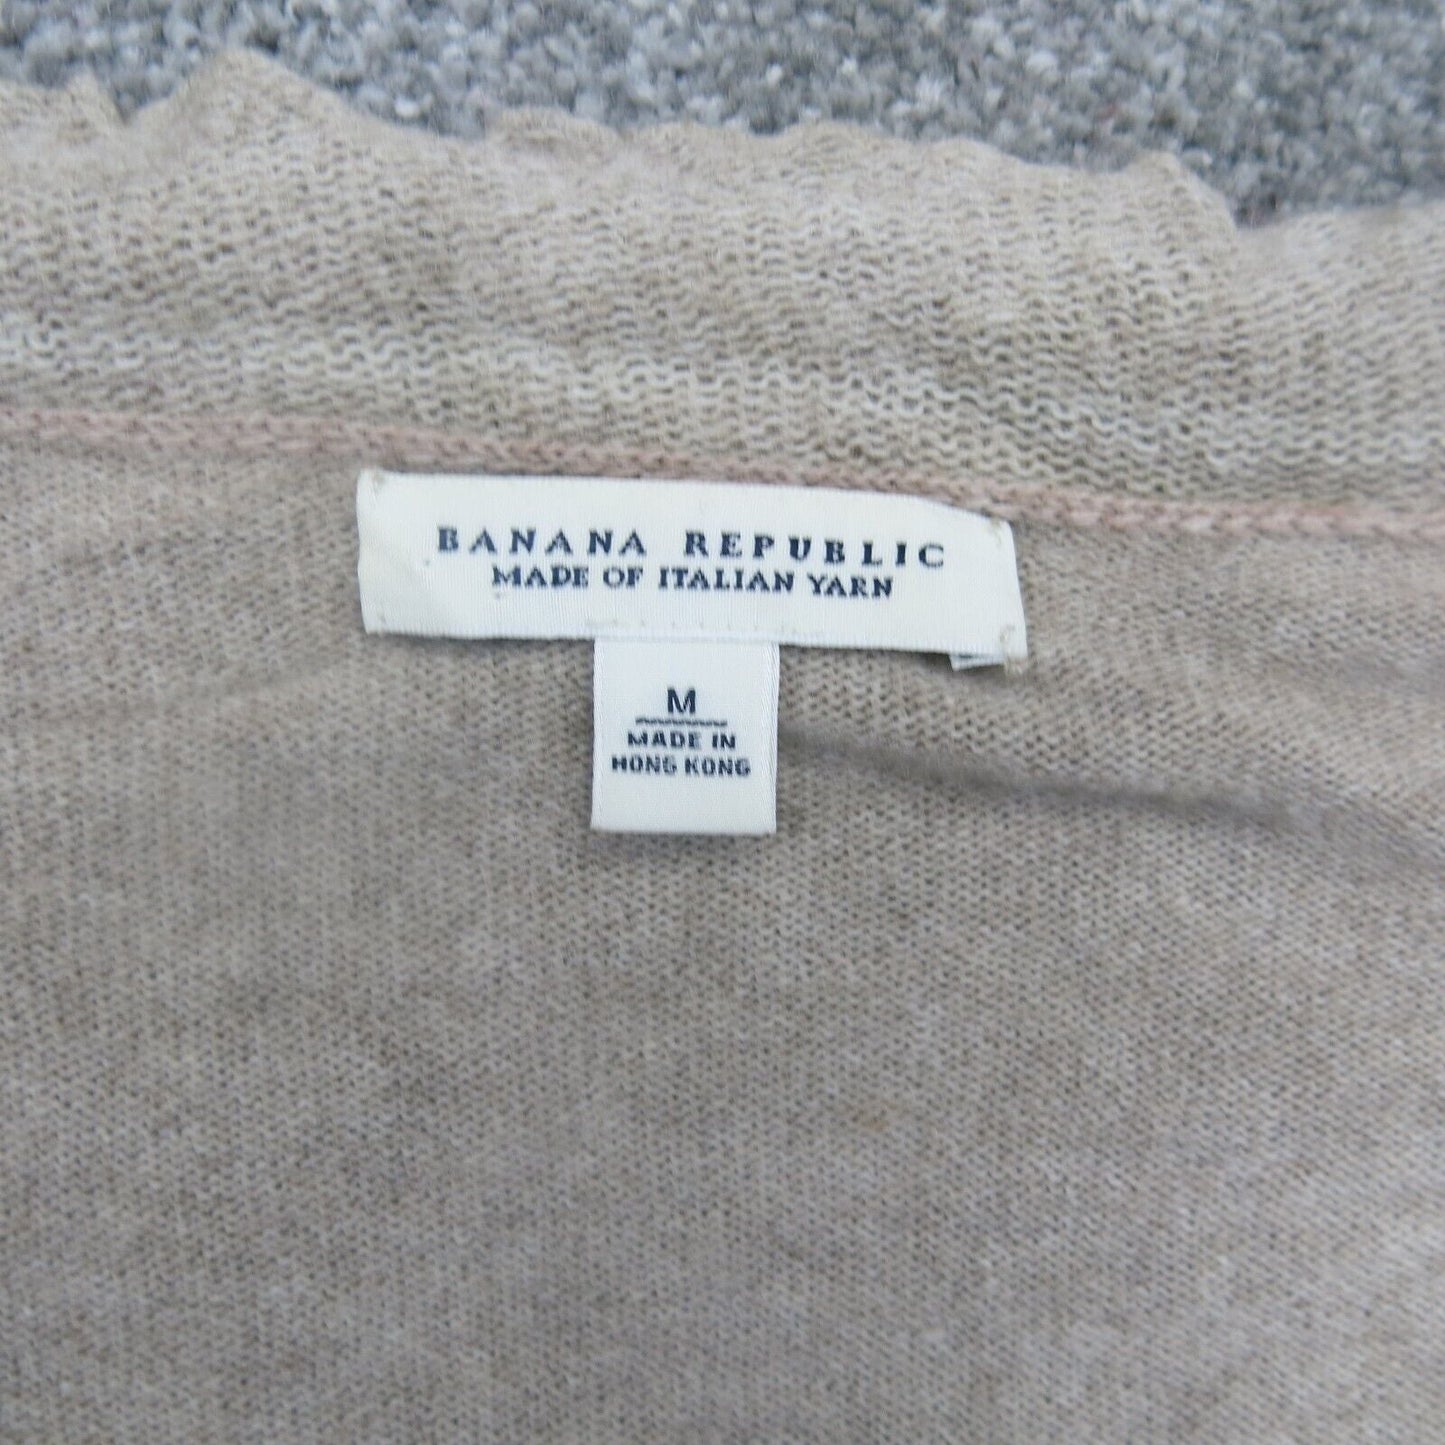 BANANA REPUBLIC
MADE OF ITALIAN YARN
M
MADE IN
HONG KONG